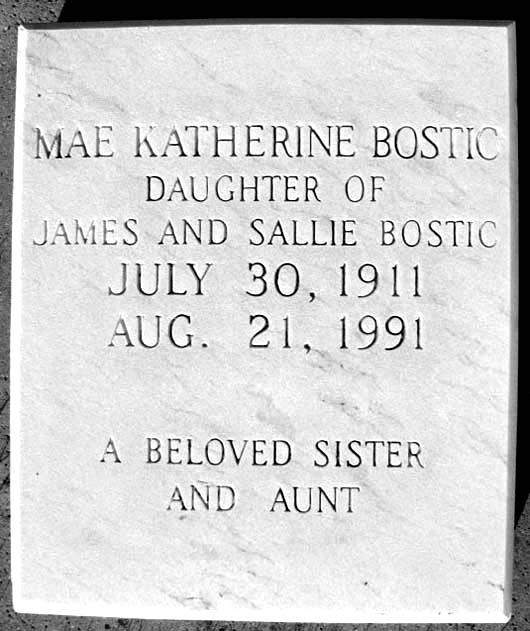 MAE KATHERINE BOSTIC
DAUGHTER OF
JAMES AND SALLIE BOSTIC
JULY 30, 1911
AUG. 21, 1991
A BELOVED SISTER
AND AUNT